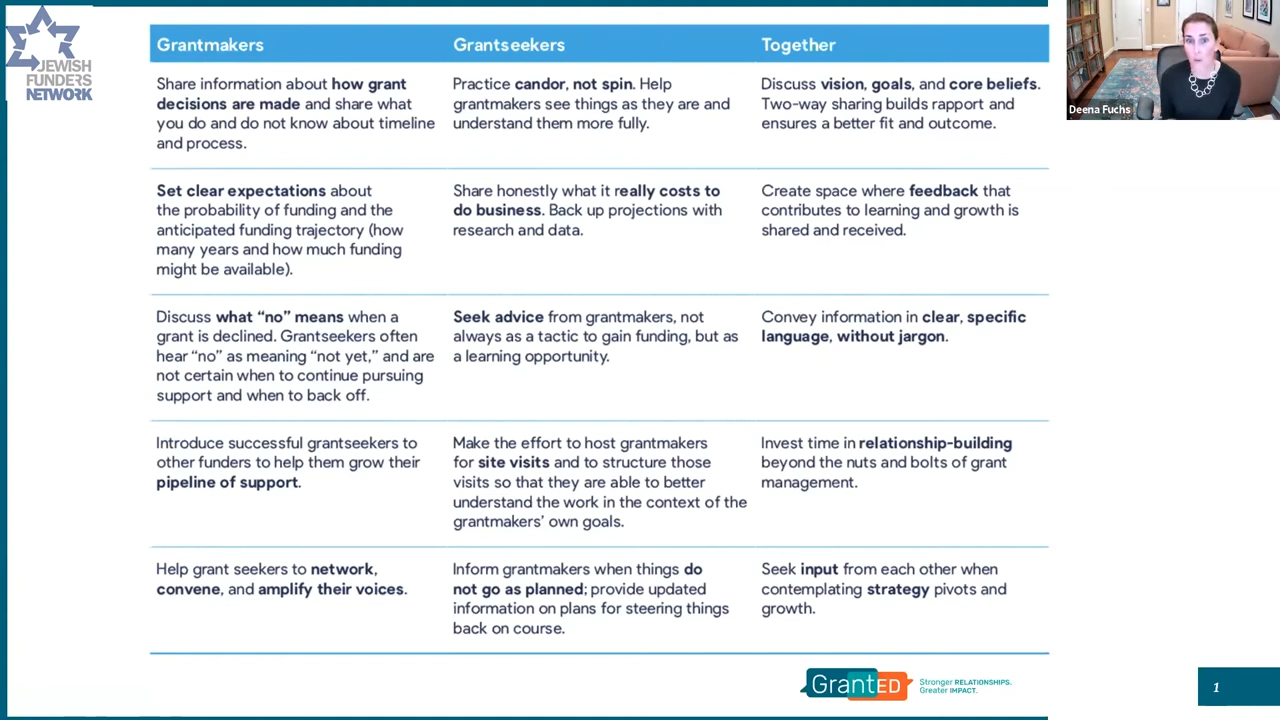 JEWISH
FUNDERS
NETWORK
Deena Fuchs
Grantmakers
Grantseekers
Together
Share information about how grant
decisions are made and share what
you do and do not know about timeline
and process.
Practice candor, not spin. Help
grantmakers see things as they are and
understand them more fully.
Discuss vision, goals, and core beliefs.
Two-way sharing builds rapport and
ensures a better fit and outcome.
Set clear expectations about
the probability of funding and the
anticipated funding trajectory (how
many years and how much funding
might be available).
Share honestly what it really costs to
do business. Back up projections with
research and data.
Create space where feedback that
contributes to learning and growth is
shared and received.
Discuss what “no” means when a
grant is declined. Grantseekers often
hear “no” as meaning “not yet,” and are
not certain when to continue pursuing
support and when to back off.
Seek advice from grantmakers, not
always as a tactic to gain funding, but as
a learning opportunity.
Convey information in clear, specific
language, without jargon.
Introduce successful grantseekers to
other funders to help them grow their
pipeline of support.
Make the effort to host grantmakers
for site visits and to structure those
visits so that they are able to better
understand the work in the context of the
grantmakers’ own goals.
Invest time in relationship-building
beyond the nuts and bolts of grant
management.
Help grant seekers to network,
convene, and amplify their voices.
Inform grantmakers when things do
not go as planned; provide updated
information on plans for steering things
back on course.
Seek input from each other when
contemplating strategy pivots and
growth.
GrantED
Stronger RELATIONSHIPS.
Greater IMPACT.
1